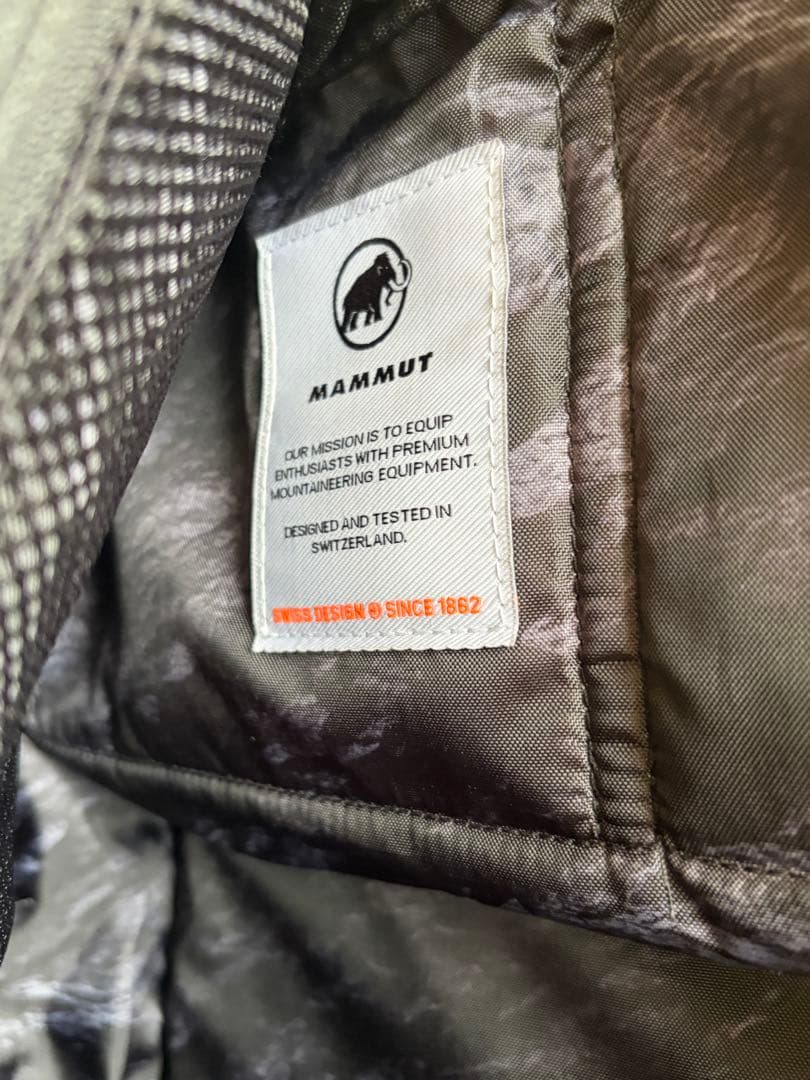 MAMMUT
OUR MISSION IS TO EQUIP
ENTHUSIASTS WITH PREMIUM
MOUNTAINEERING EQUIPMENT.
DESIGNED AND TESTED IN
SWITZERLAND.
SWISS DESIGN SINCE 1862